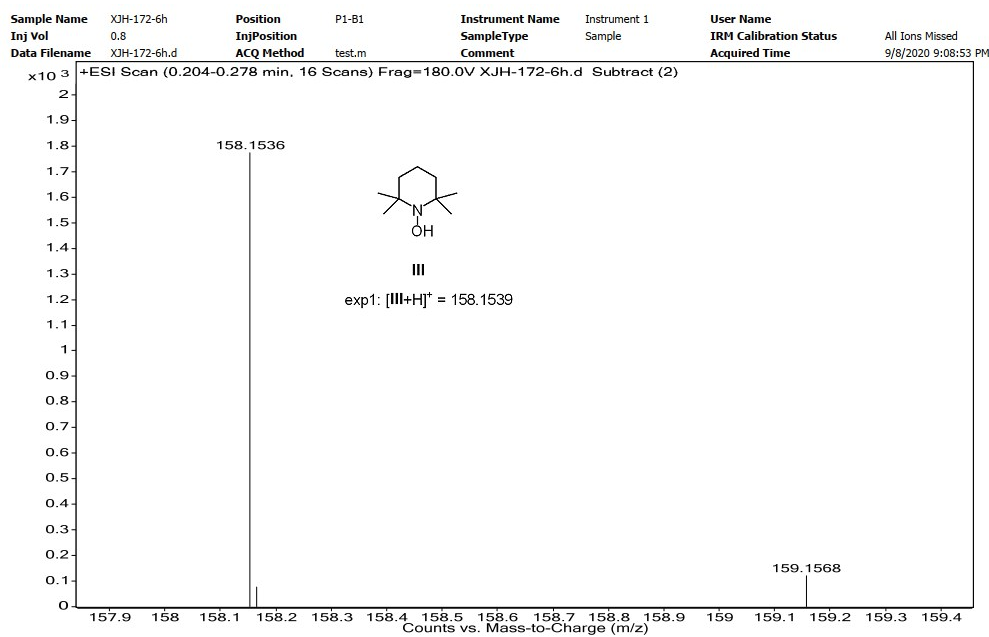 Sample Name XJH-172-6h Position P1-B1 Instrument Name Instrument 1 User Name
Inj Vol 0.8 InjPosition SampleType Sample IRM Calibration Status All Ions Missed
Data Filename XJH-172-6h.d ACQ Method test.m Comment Acquired Time 9/8/2020 9:08:53 PM
x10 3 +ESI Scan (0.204-0.278 min, 16 Scans) Frag=180.0V XJH-172-6h.d Subtract (2)
2
1.9
1.8
158.1536
1.7
1.6
1.5
N
OH
1.4
1.3
III
1.2
exp1: [III+H]+ = 158.1539
1.1
1
0.9
0.8
0.7
0.6
0.5
0.4
0.3
0.2
159.1568
0.1
0
157.9 158 158.1 158.2 158.3 158.4 158.5 158.6 158.7 158.8 158.9 159 159.1 159.2 159.3 159.4
Counts vs. Mass-to-Charge (m/z)